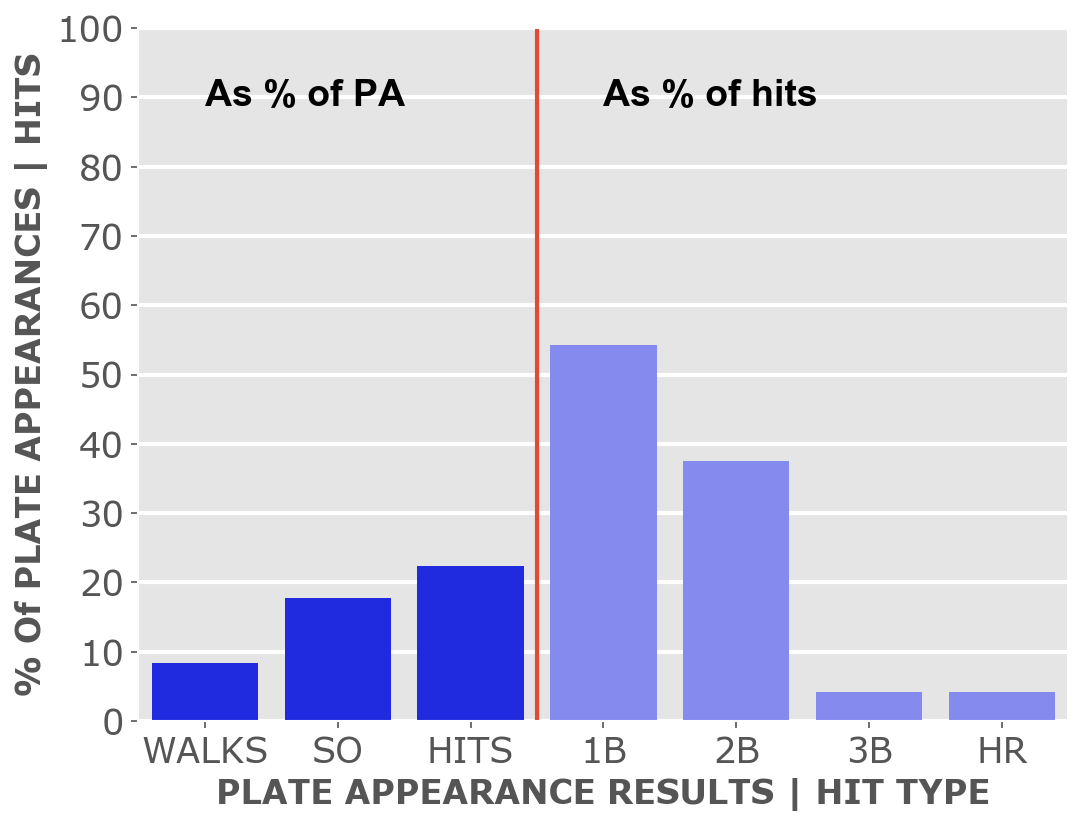 % Of PLATE APPEARANCES | HITS
100
90
80
70
60
50
40
30
20
10
0
As % of PA
As % of hits
WALKS SO HITS 1B 2B 3B HR
PLATE APPEARANCE RESULTS | HIT TYPE